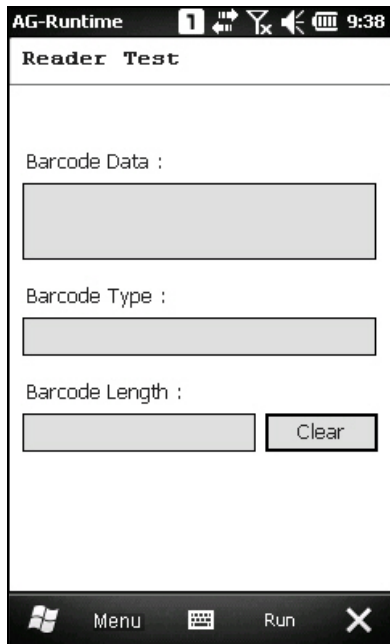 AG-Runtime 1 9:38
Reader Test
Barcode Data :
Barcode Type :
Barcode Length :
Clear
Menu Run